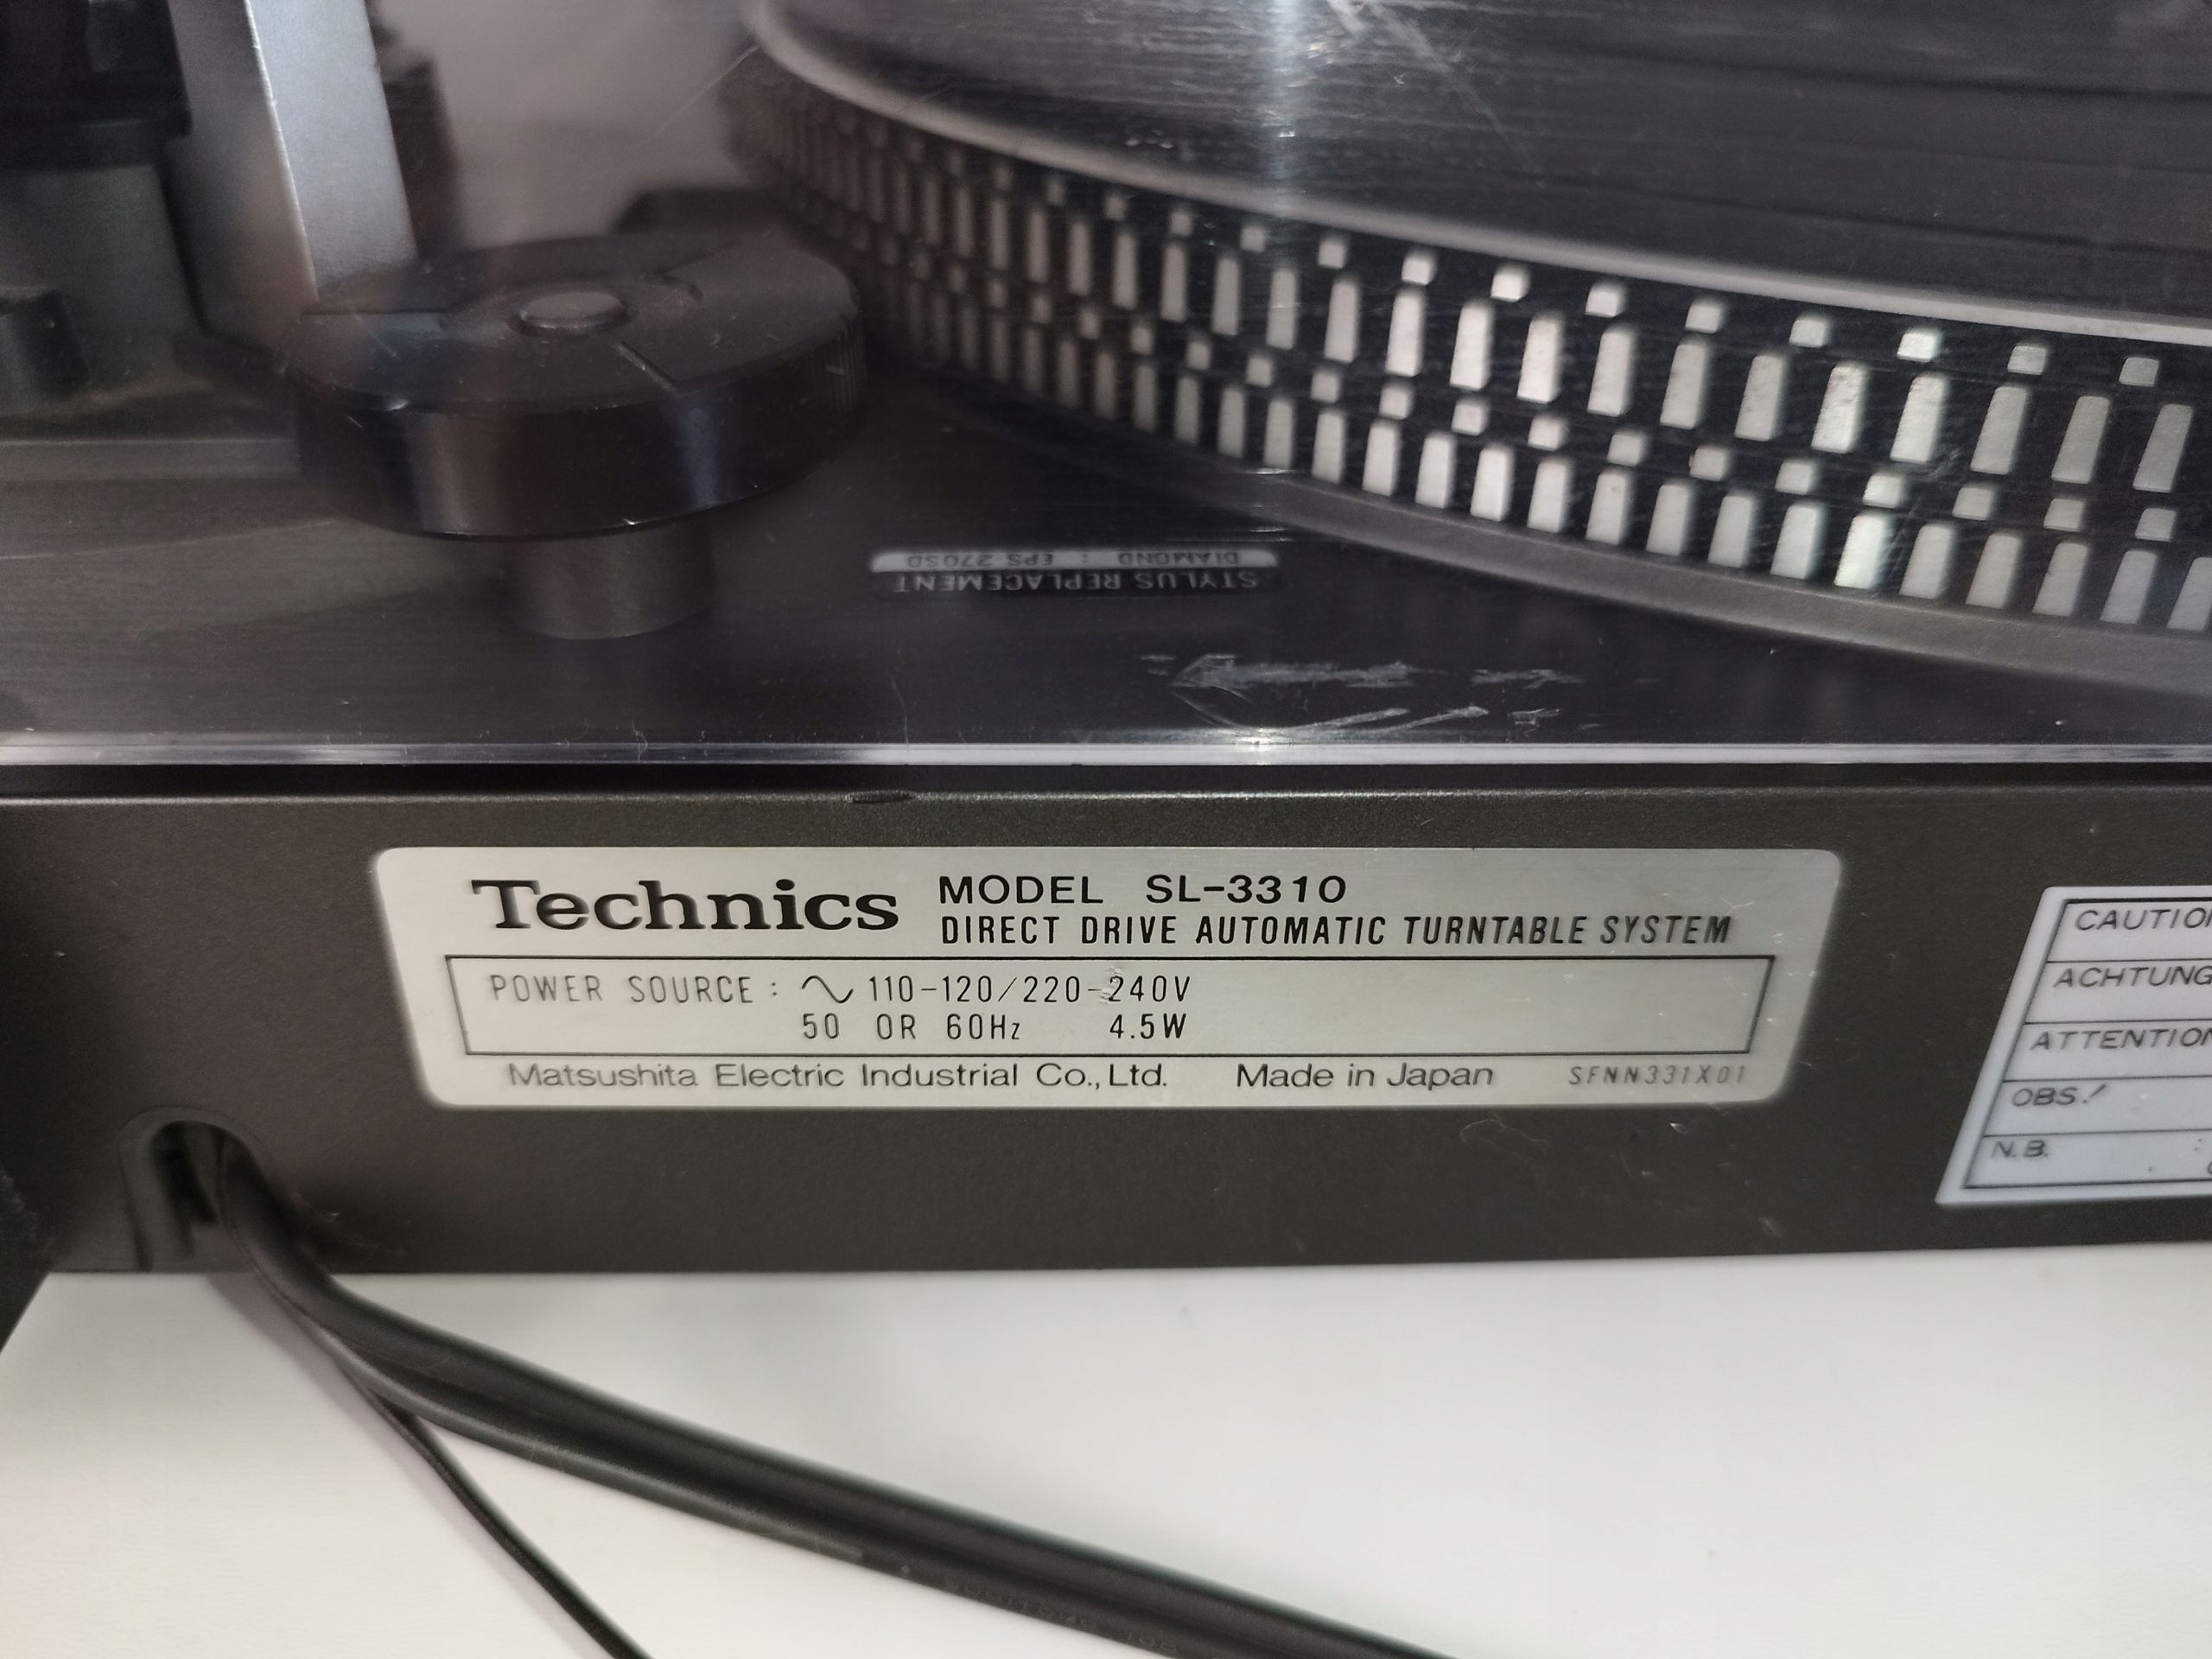 STYLUS REPLACEMENT
DIAMOND : EPS-270SD
Technics
MODEL SL-3310
DIRECT DRIVE AUTOMATIC TURNTABLE SYSTEM
POWER SOURCE : ∿ 110-120/220-240V
50 OR 60Hz 4.5W
Matsushita Electric Industrial Co., Ltd. Made in Japan SFNN331X01
CAUTIO
ACHTUNG
ATTENTION
OBS!
N.B.